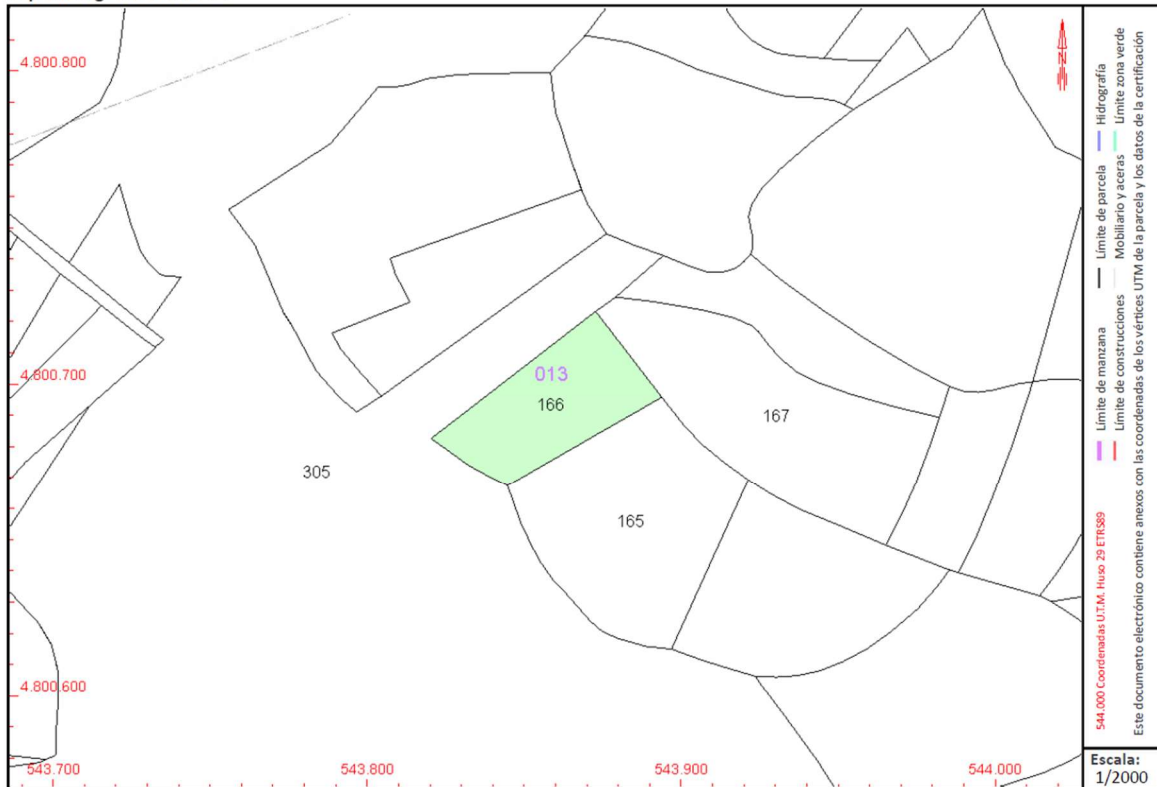 4.800.800
4.800.700
4.800.600
543.700
543.800
543.900
544.000
013
166
167
305
165
N
544.000 Coordenadas U.T.M. Huso 29 ETRS89
Límite de manzana
Límite de parcela
Hidrografía
Límite de construcciones
Mobiliario y aceras
Límite zona verde
Este documento electrónico contiene anexos con las coordenadas de los vértices UTM de la parcela y los datos de la certificación
Escala:
1/2000